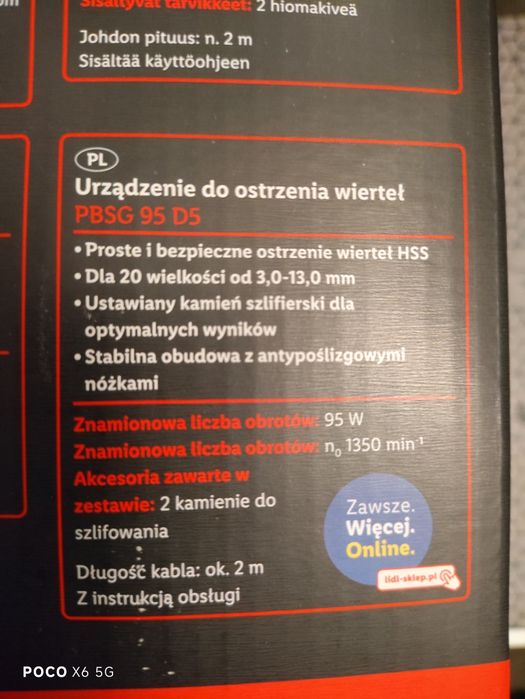 Sisältyvät tarvikkeet: 2 hiomakiveä
Johdon pituus: n. 2 m
Sisältää käyttöohjeen
PL
Urządzenie do ostrzenia wierteł
PBSG 95 D5
• Proste i bezpieczne ostrzenie wierteł HSS
• Dla 20 wielkości od 3,0-13,0 mm
• Ustawiany kamień szlifierski dla
optymalnych wyników
• Stabilna obudowa z antypoślizgowymi
nóżkami
Znamionowa liczba obrotów: 95 W
Znamionowa liczba obrotów: n₀ 1350 min⁻¹
Akcesoria zawarte w
zestawie: 2 kamienie do
szlifowania
Długość kabla: ok. 2 m
Z instrukcją obsługi
Zawsze.
Więcej.
Online.
lidl-sklep.pl
POCO X6 5G